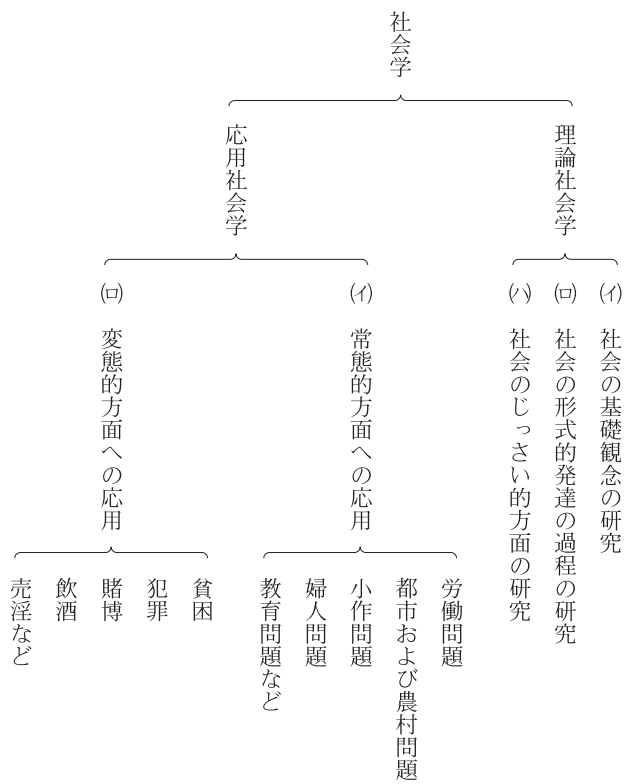 社会学
理論社会学
㈑ 社会の基礎観念の研究
㈺ 社会の形式的発達の過程の研究
㈩ 社会のじっさい的方面の研究
応用社会学
(イ) 常態的方面への応用
労働問題
都市および農村問題
小作問題
婦人問題
教育問題など
(ロ) 変態的方面への応用
貧困
犯罪
賭博
飲酒
売淫など